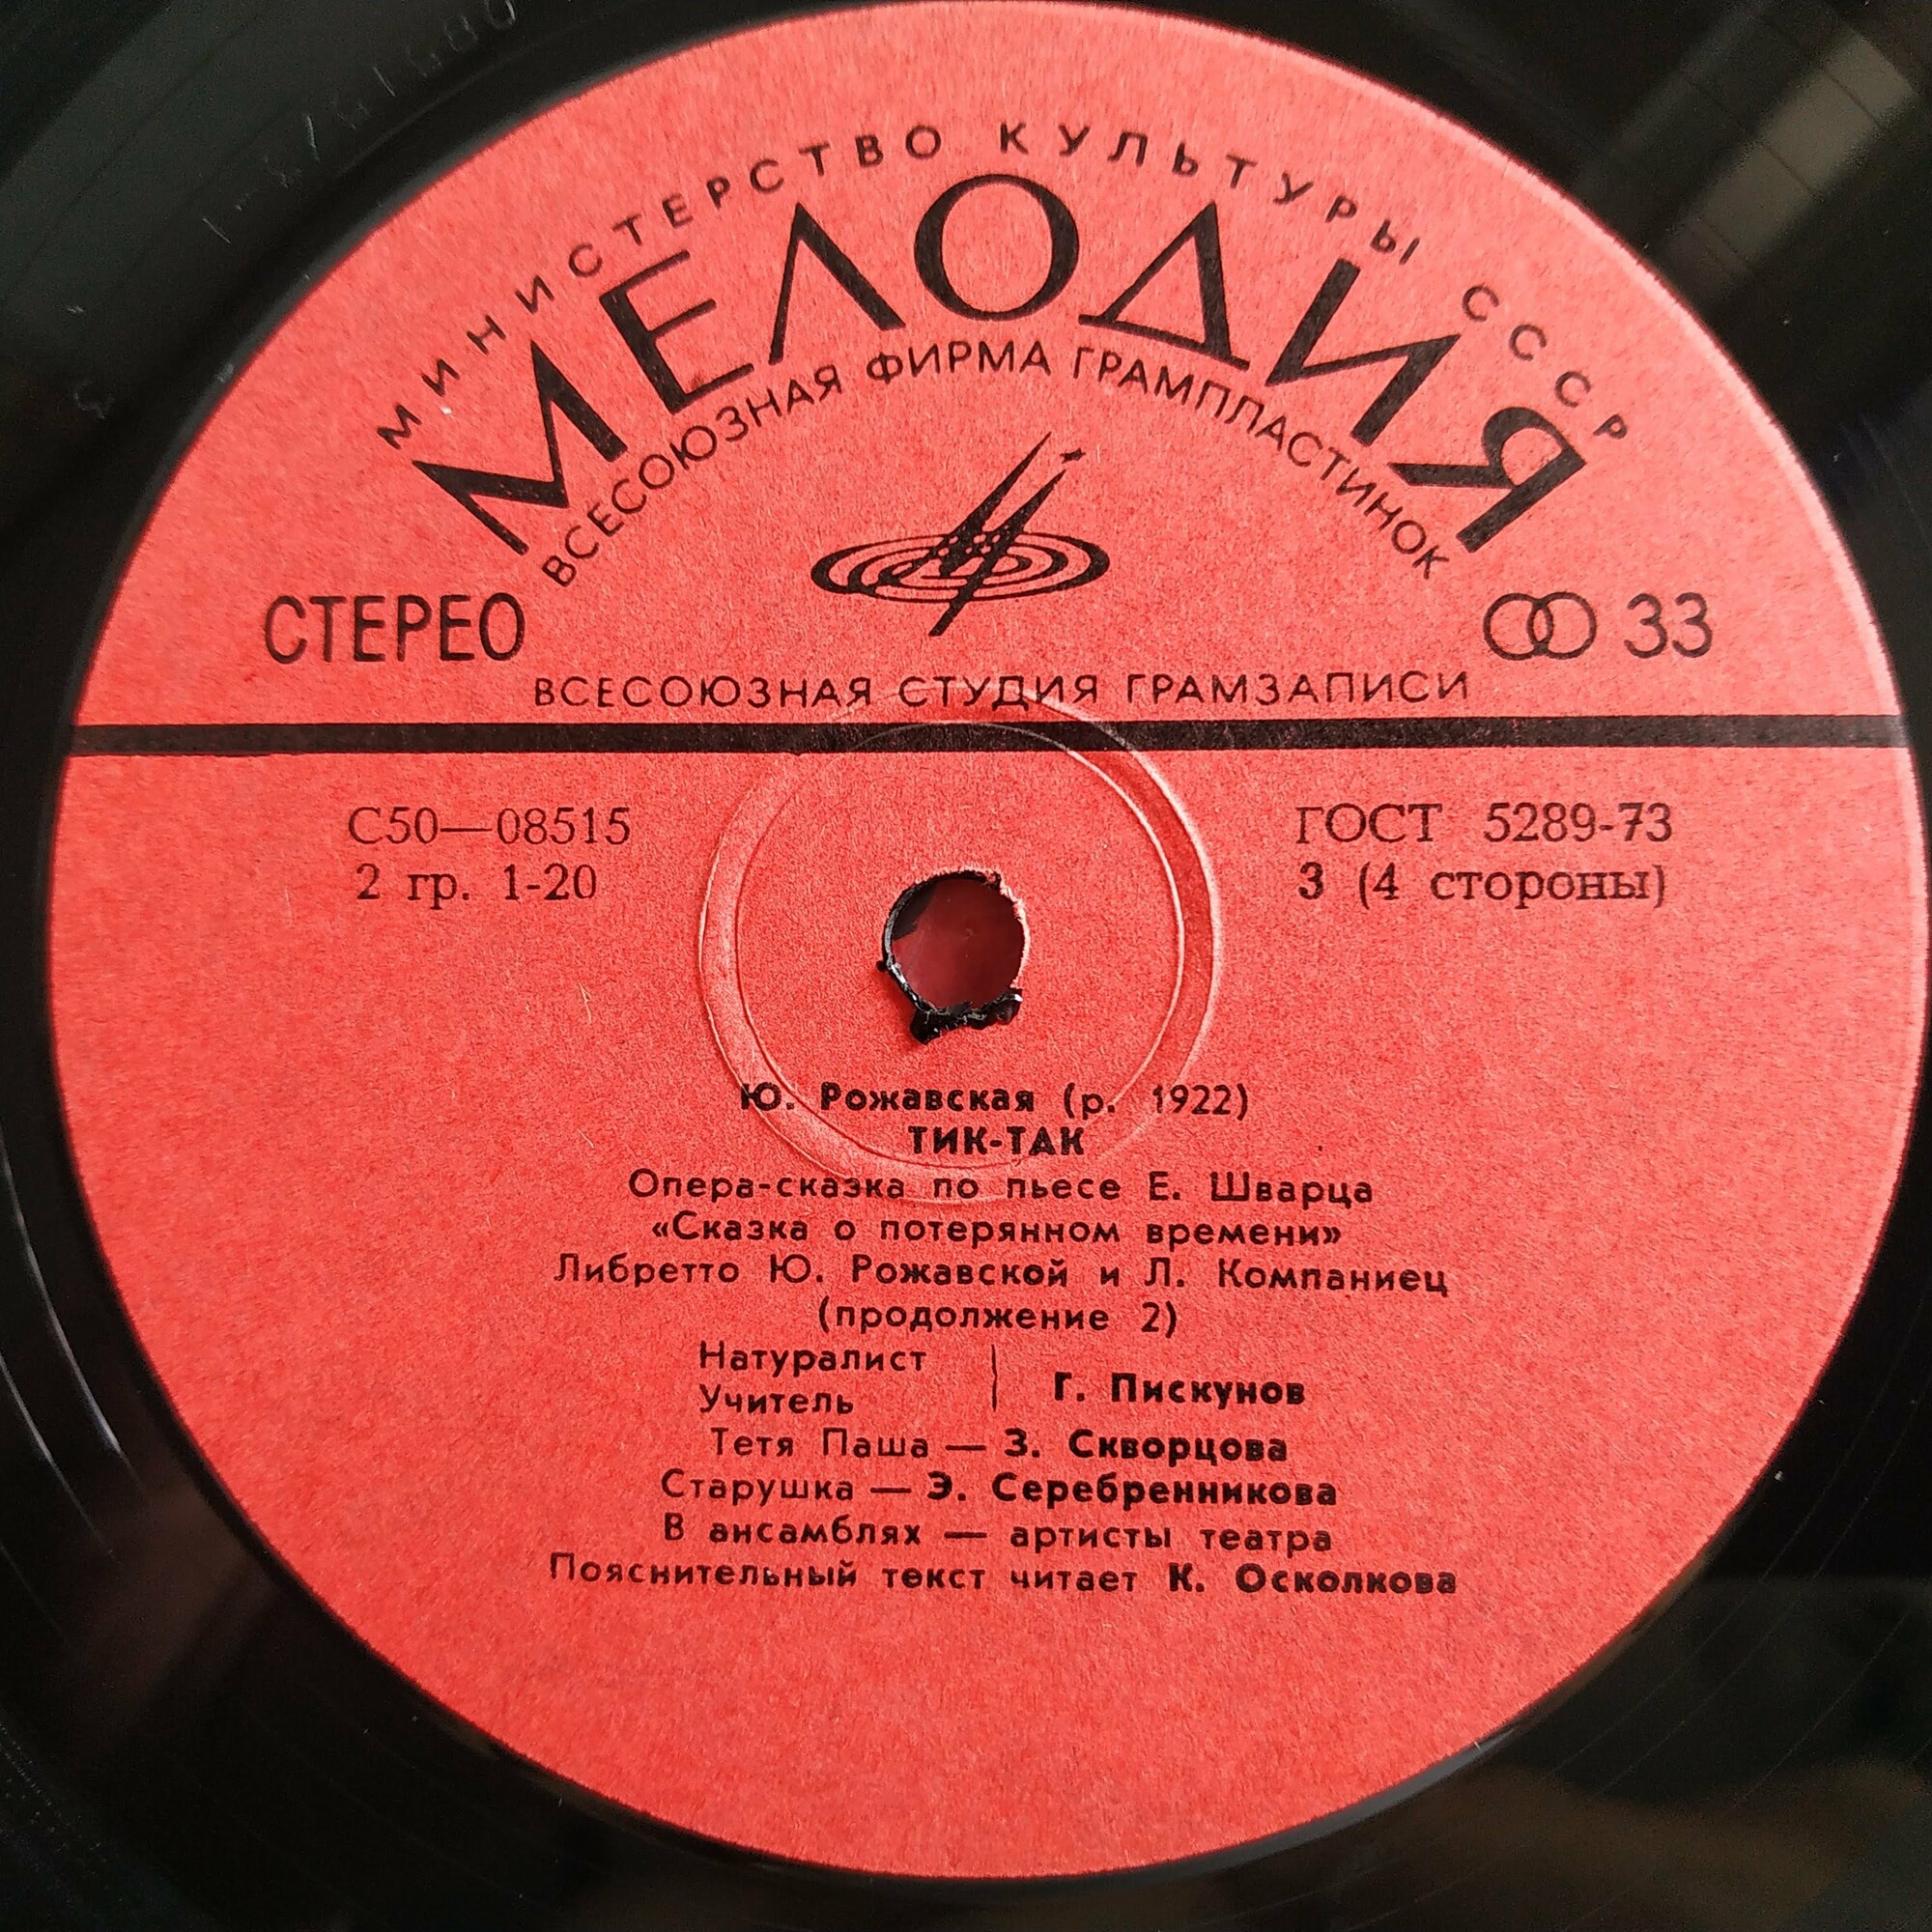 МИНИСТЕРСТВО КУЛЬТУРЫ СССР
МЕЛОДИЯ
ВСЕСОЮЗНАЯ ФИРМА ГРАМПЛАСТИНОК
СТЕРЕО
33
ВСЕСОЮЗНАЯ СТУДИЯ ГРАМЗАПИСИ
С50—08515
ГОСТ 5289-73
2 гр. 1-20
3 (4 стороны)
Ю. Рожавская (р. 1922)
ТИК-ТАК
Опера-сказка по пьесе Е. Шварца
«Сказка о потерянном времени»
Либретто Ю. Рожавской и Л. Компаниец
(продолжение 2)
Натуралист
Учитель
Г. Пискунов
Тетя Паша — З. Скворцова
Старушка — Э. Серебренникова
В ансамблях — артисты театра
Пояснительный текст читает К. Осколкова